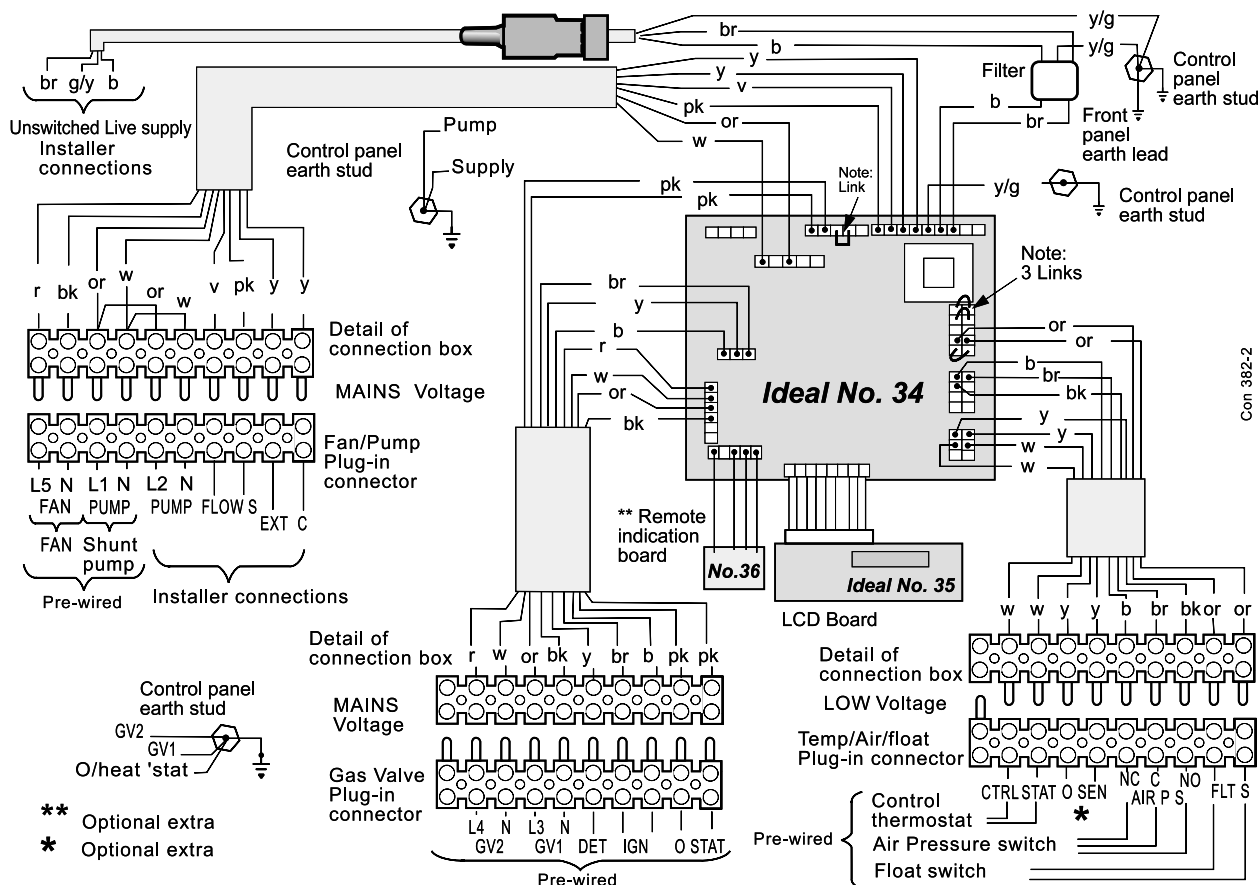 y/g
br
b
y/g
br g/y b
Unswitched Live supply
Installer
connections
y
y
v
pk
or
w
Filter
b
br
Control
panel
earth stud
Front
panel
earth lead
Pump
Supply
Control panel
earth stud
pk
pk
Note:
Link
y/g
Control panel
earth stud
Note:
3 Links
r bk or w or w v pk y y
Detail of
connection box
MAINS Voltage
Fan/Pump
Plug-in
connector
L5 N L1 N L2 N
FAN PUMP PUMP FLOW S
EXT C
FAN Shunt
pump
Pre-wired
Installer connections
br
y
b
r
w
or
bk
Ideal No. 34
or
or
b
br
bk
y
y
w
w
Con 382-2
** Remote
indication
board
No.36
Ideal No. 35
LCD Board
Detail of
connection box
r w or bk y br b pk pk
MAINS
Voltage
Gas Valve
Plug-in
connector
L4 N L3 N
GV2 GV1 DET IGN O STAT
Pre-wired
w w y y b br bk or or
Detail of
connection box
LOW Voltage
Temp/Air/float
Plug-in connector
NC C NO
CTRL STAT O SEN AIR P S FLT S
*
Pre-wired
Control
thermostat
Air Pressure switch
Float switch
Control panel
earth stud
GV2
GV1
O/heat 'stat
** Optional extra
* Optional extra